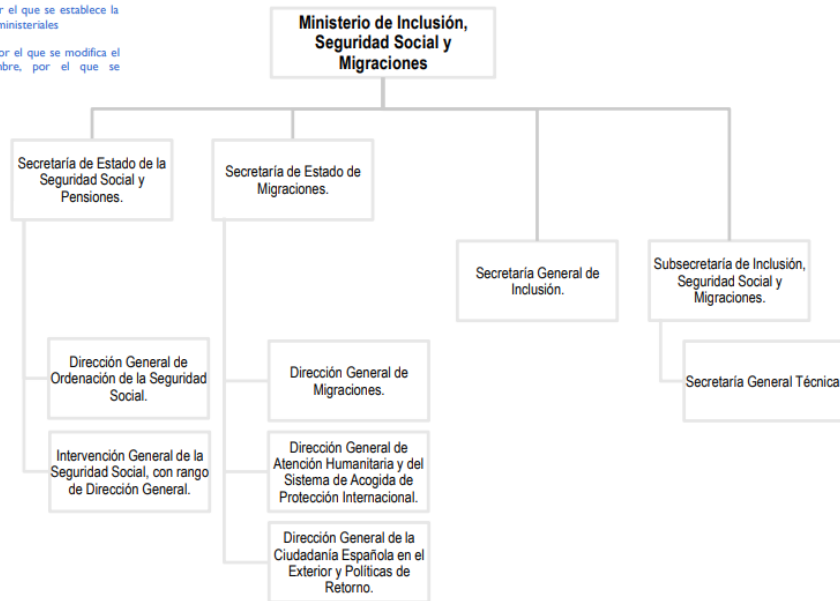 r el que se establece la
ministeriales
or el que se modifica el
mbre, por el que se
Ministerio de Inclusión,
Seguridad Social y
Migraciones
Secretaría de Estado de la
Seguridad Social y
Pensiones.
Secretaría de Estado de
Migraciones.
Secretaría General de
Inclusión.
Subsecretaría de Inclusión,
Seguridad Social y
Migraciones.
Dirección General de
Ordenación de la Seguridad
Social.
Intervención General de la
Seguridad Social, con rango
de Dirección General.
Dirección General de
Migraciones.
Dirección General de
Atención Humanitaria y del
Sistema de Acogida de
Protección Internacional.
Dirección General de la
Ciudadanía Española en el
Exterior y Políticas de
Retorno.
Secretaría General Técnica